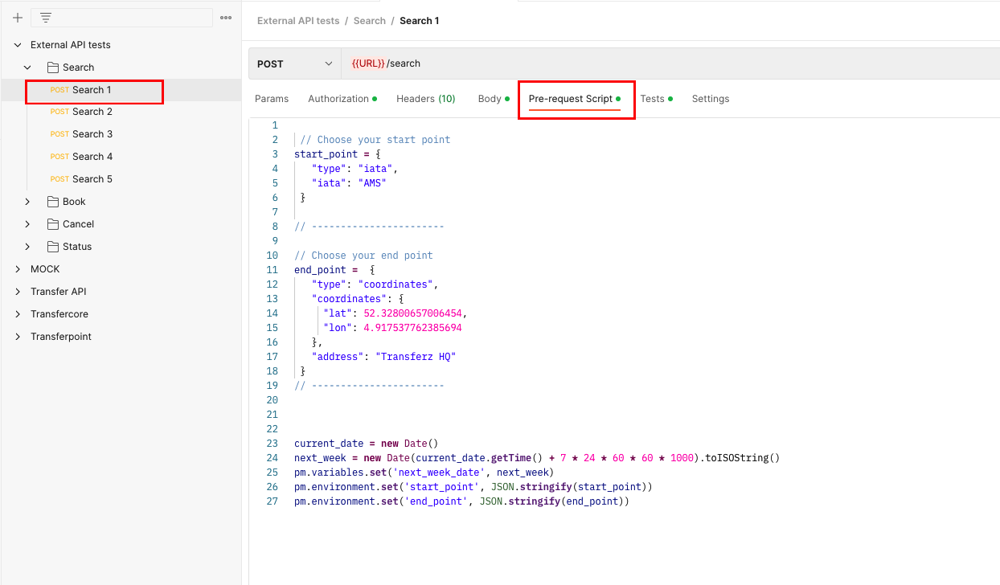 External API tests
Search
POST Search 1
POST Search 2
POST Search 3
POST Search 4
POST Search 5
Book
Cancel
Status
MOCK
Transfer API
Transfercore
Transferpoint
External API tests / Search / Search 1
POST {{URL}}/search
Params Authorization Headers (10) Body Pre-request Script Tests Settings
1
2 // Choose your start point
3 start_point = {
4 "type": "iata",
5 "iata": "AMS"
6 }
7
8 // -----------------------
9
10 // Choose your end point
11 end_point = {
12 "type": "coordinates",
13 "coordinates": {
14 "lat": 52.32800657006454,
15 "lon": 4.917537762385694
16 },
17 "address": "Transferz HQ"
18 }
19 // -----------------------
20
21
22
23 current_date = new Date()
24 next_week = new Date(current_date.getTime() + 7 * 24 * 60 * 60 * 1000).toISOString()
25 pm.variables.set('next_week_date', next_week)
26 pm.environment.set('start_point', JSON.stringify(start_point))
27 pm.environment.set('end_point', JSON.stringify(end_point))